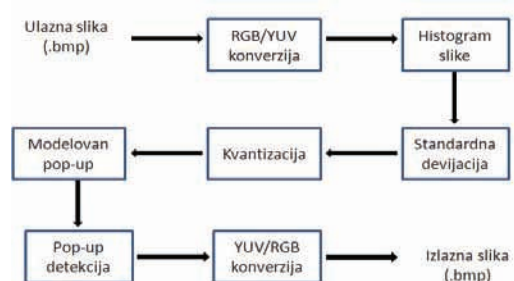 Ulazna slika
(.bmp)
RGB/YUV
konverzija
Histogram
slike
Standardna
devijacija
Kvantizacija
Modelovan
pop-up
Pop-up
detekcija
YUV/RGB
konverzija
Izlazna slika
(.bmp)